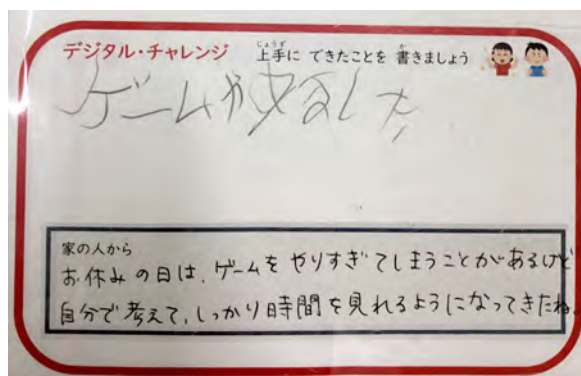 デジタル・チャレンジ 上手に できたことを 書きましょう
ゲーム
家の人から
お休みの日は、ゲームをやりすぎてしまうことがあるけど
自分で考えて、しっかり時間を見れるようになってきたね。